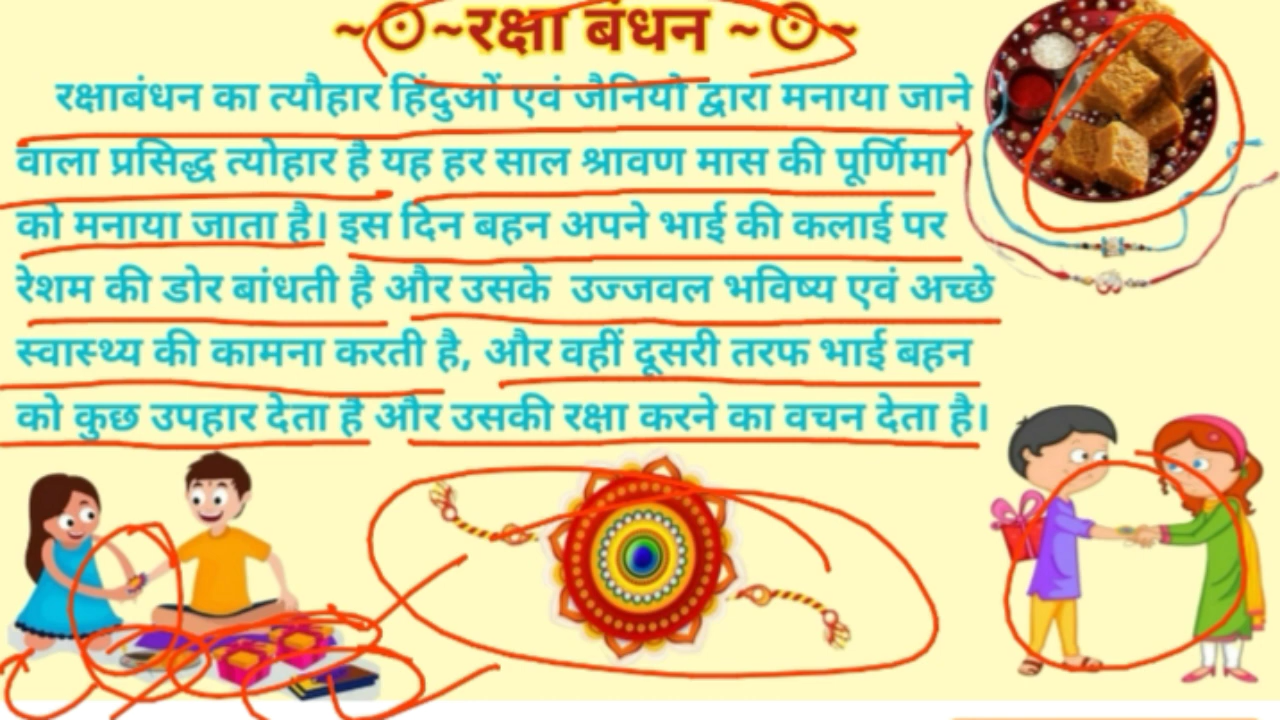 ~☉~रक्षा बंधन ~☉~
रक्षाबंधन का त्यौहार हिंदुओं एवं जैनियो द्वारा मनाया जाने
वाला प्रसिद्ध त्योहार है यह हर साल श्रावण मास की पूर्णिमा
को मनाया जाता है। इस दिन बहन अपने भाई की कलाई पर
रेशम की डोर बांधती है और उसके उज्जवल भविष्य एवं अच्छे
स्वास्थ्य की कामना करती है, और वहीं दूसरी तरफ भाई बहन
को कुछ उपहार देता है और उसकी रक्षा करने का वचन देता है।